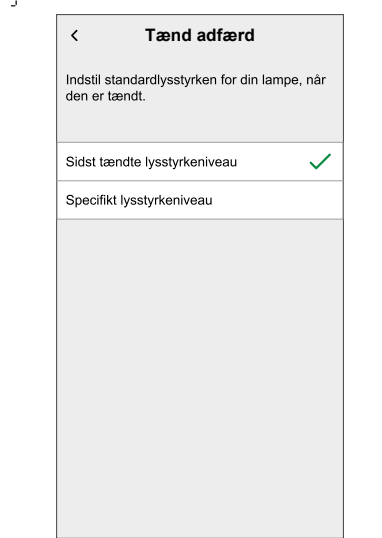 Tænd adfærd
Indstil standardlysstyrken for din lampe, når
den er tændt.
Sidst tændte lysstyrkeniveau
Specifikt lysstyrkeniveau